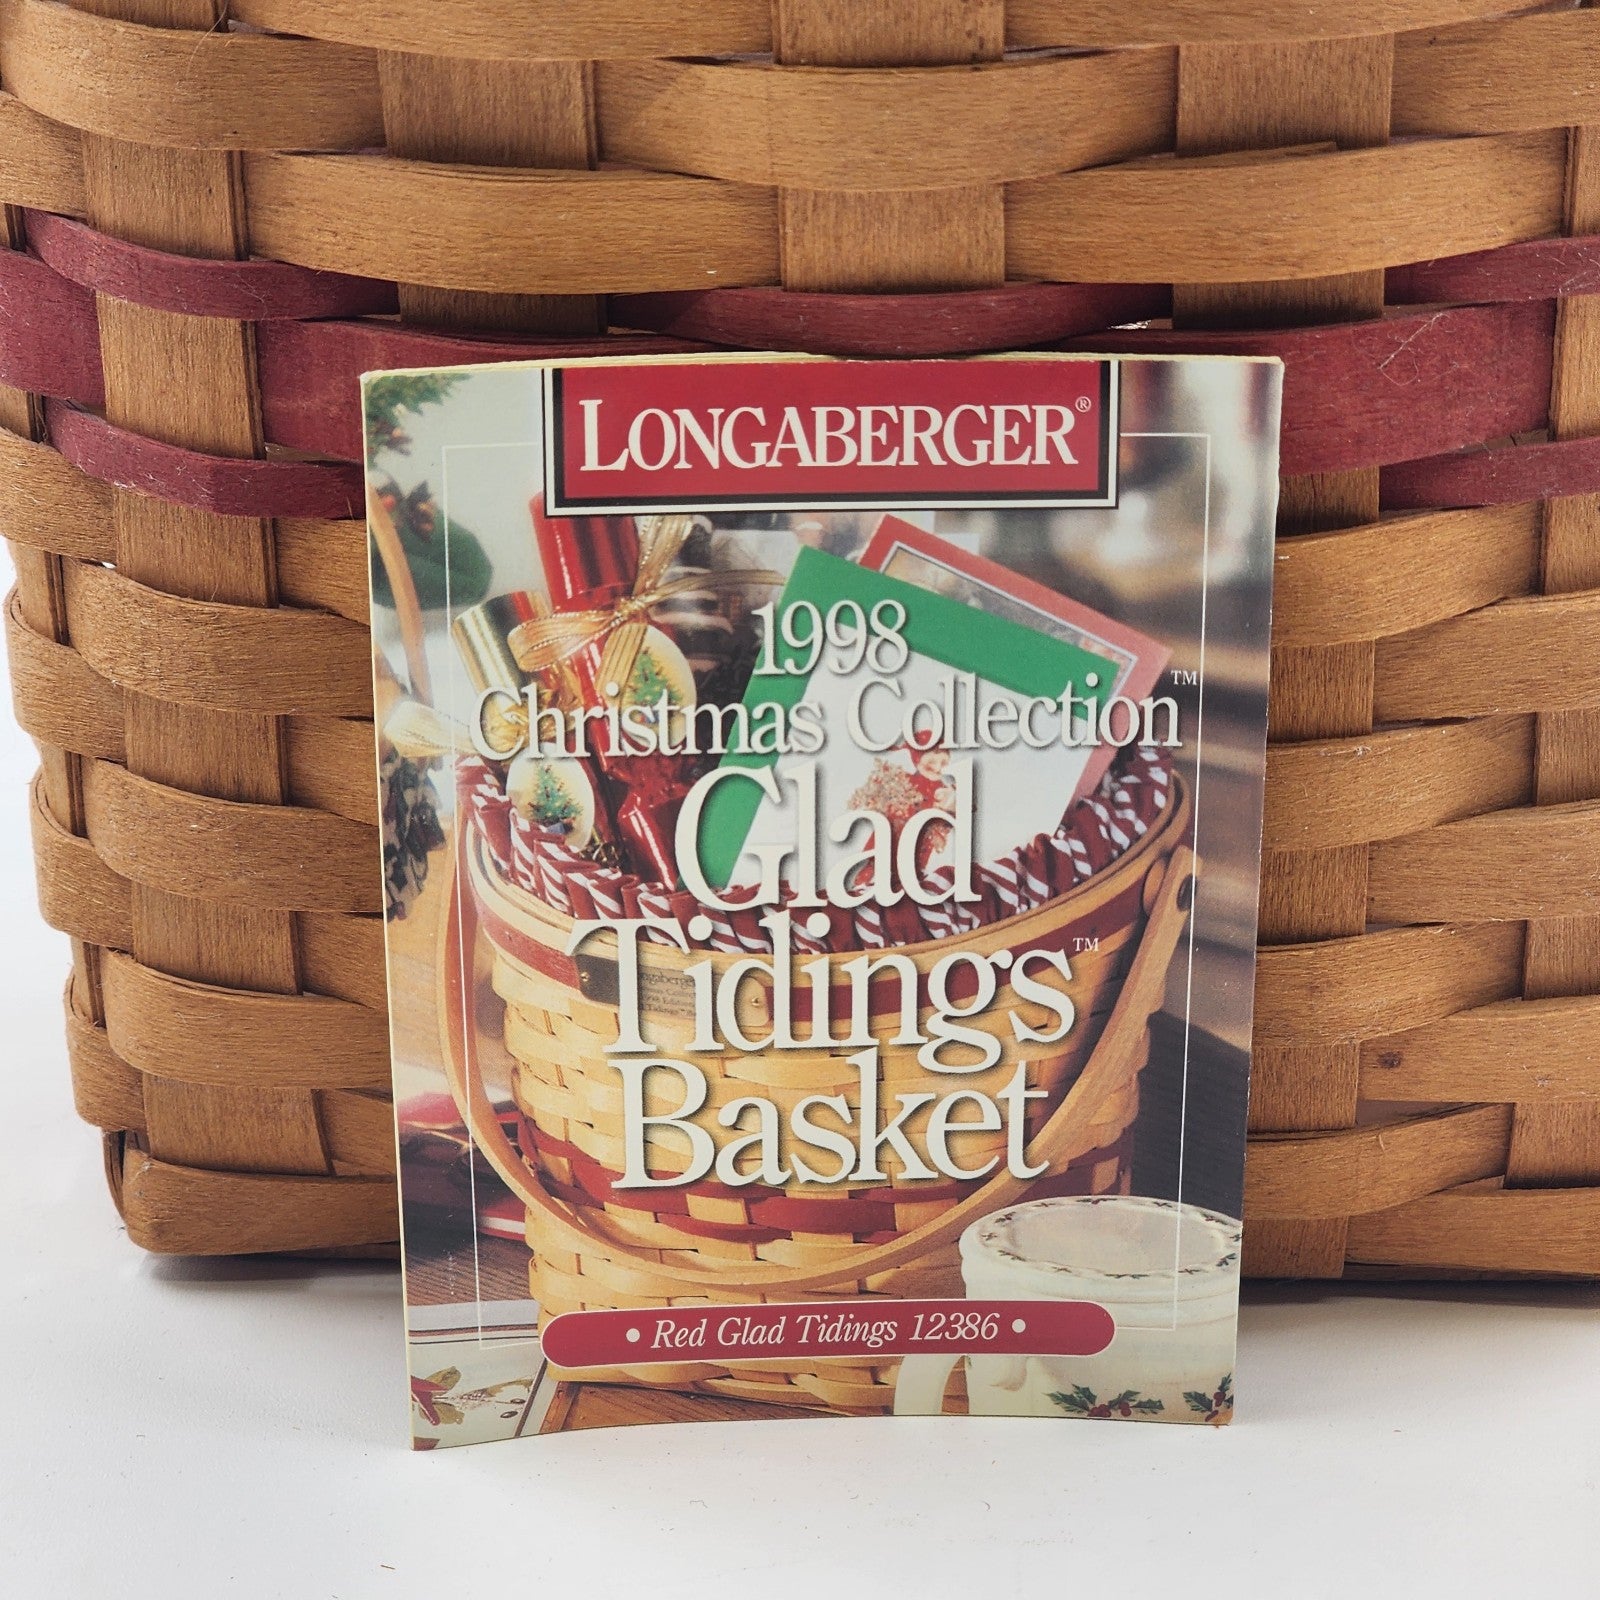 LONGABERGER®
1998
Christmas Collection™
Glad
Tidings™
Basket
• Red Glad Tidings 12386 •